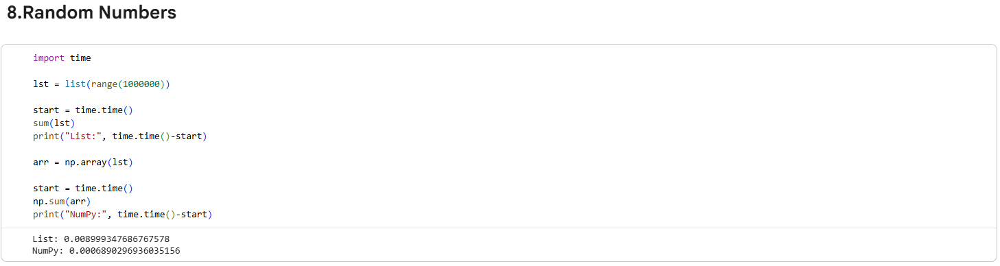 8.Random Numbers
import time
lst = list(range(1000000))
start = time.time()
sum(lst)
print("List:", time.time()-start)
arr = np.array(lst)
start = time.time()
np.sum(arr)
print("NumPy:", time.time()-start)
List: 0.008999347686767578
NumPy: 0.0006890296936035156